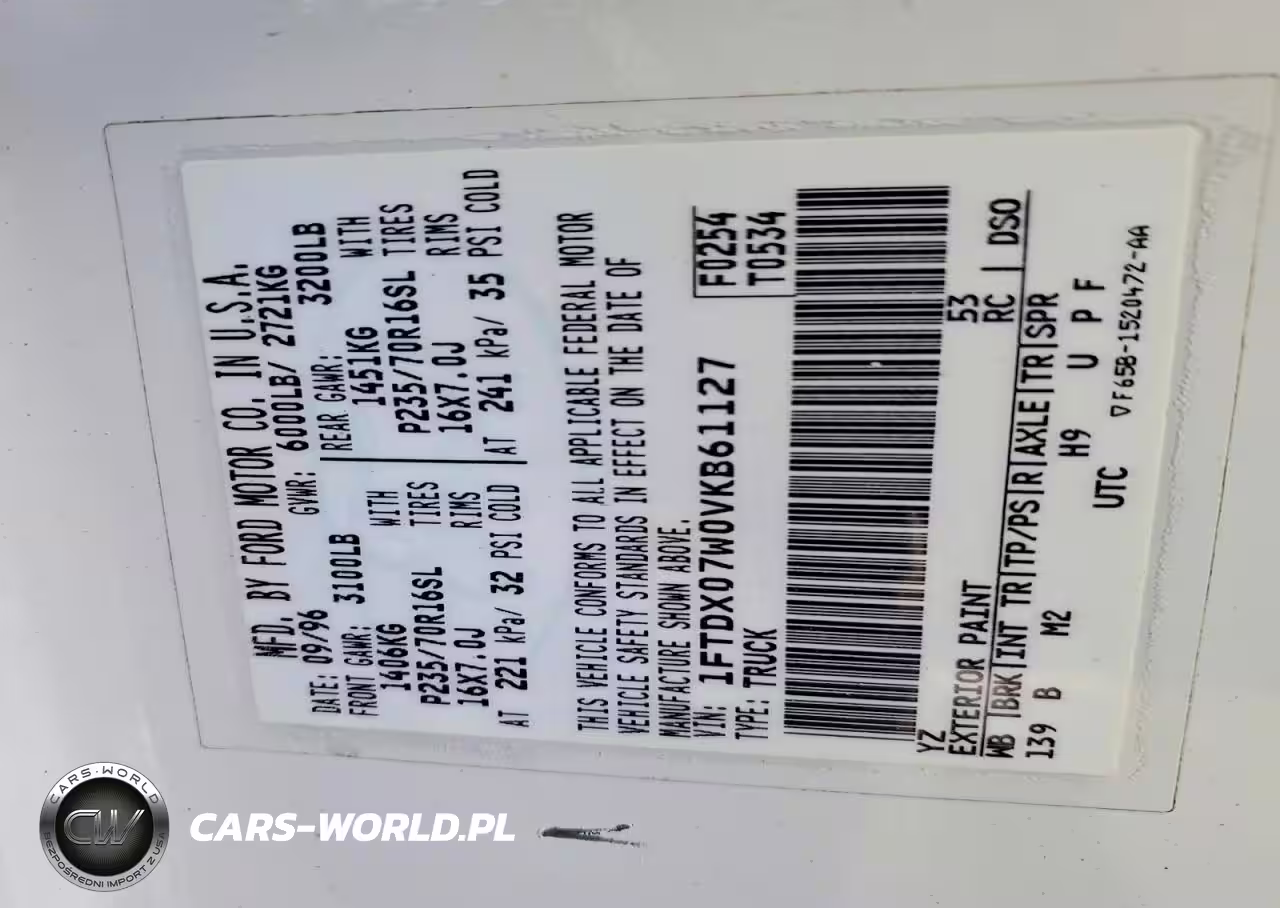 MFD. BY FORD MOTOR CO. IN U.S.A.
DATE: 09/96 GVWR: 6000LB/ 2721KG
FRONT GAWR: 3100LB REAR GAWR: 3200LB
1406KG WITH 1451KG WITH
P235/70R16SL TIRES P235/70R16SL TIRES
16X7.0J RIMS 16X7.0J RIMS
AT 221 kPa/ 32 PSI COLD AT 241 kPa/ 35 PSI COLD
THIS VEHICLE CONFORMS TO ALL APPLICABLE FEDERAL MOTOR
VEHICLE SAFETY STANDARDS IN EFFECT ON THE DATE OF
MANUFACTURE SHOWN ABOVE.
VIN: 1FTDX07W0VKB61127 F0254
TYPE: TRUCK T0534
YZ 53
EXTERIOR PAINT RC DSO
WB BRK INT TR TP/PS R AXLE TR SPR
139 B M2 H9 U P F
UTC
▽F65B-1520472-AA
CARS-WORLD
CW
BEZPOŚREDNI IMPORT Z USA
CARS-WORLD.PL